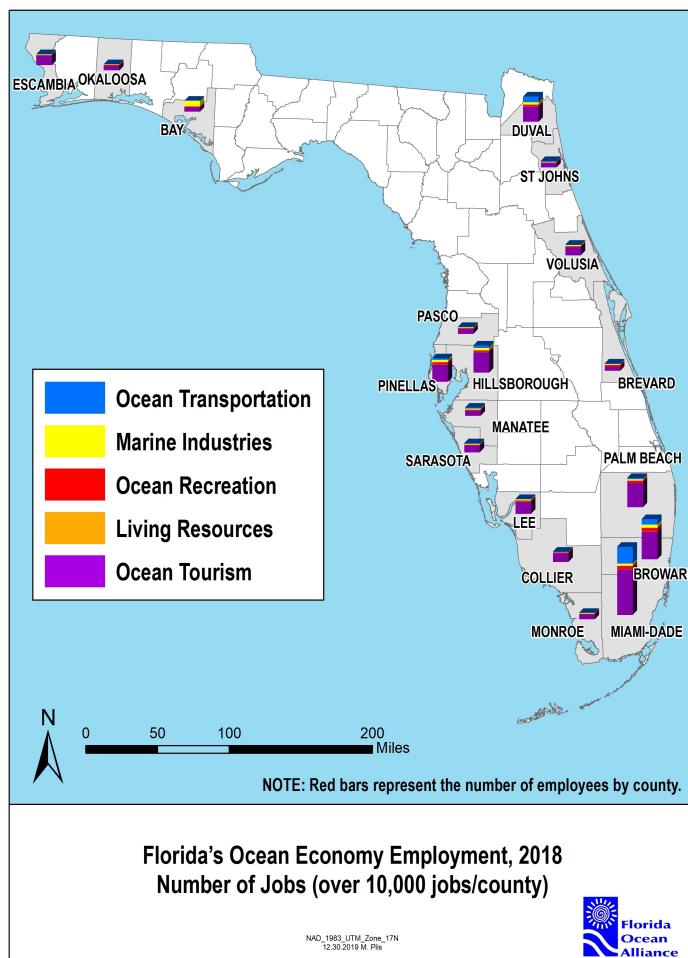 ESCAMBIA
OKALOOSA
BAY
DUVAL
ST JOHNS
VOLUSIA
PASCO
PINELLAS
HILLSBOROUGH
BREVARD
MANATEE
SARASOTA
PALM BEACH
LEE
COLLIER
BROWAR
MONROE
MIAMI-DADE
Ocean Transportation
Marine Industries
Ocean Recreation
Living Resources
Ocean Tourism
N
0 50 100 200
Miles
NOTE: Red bars represent the number of employees by county.
Florida's Ocean Economy Employment, 2018
Number of Jobs (over 10,000 jobs/county)
NAD_1983_UTM_Zone_17N
12.30.2019 M. Plis
Florida
Ocean
Alliance